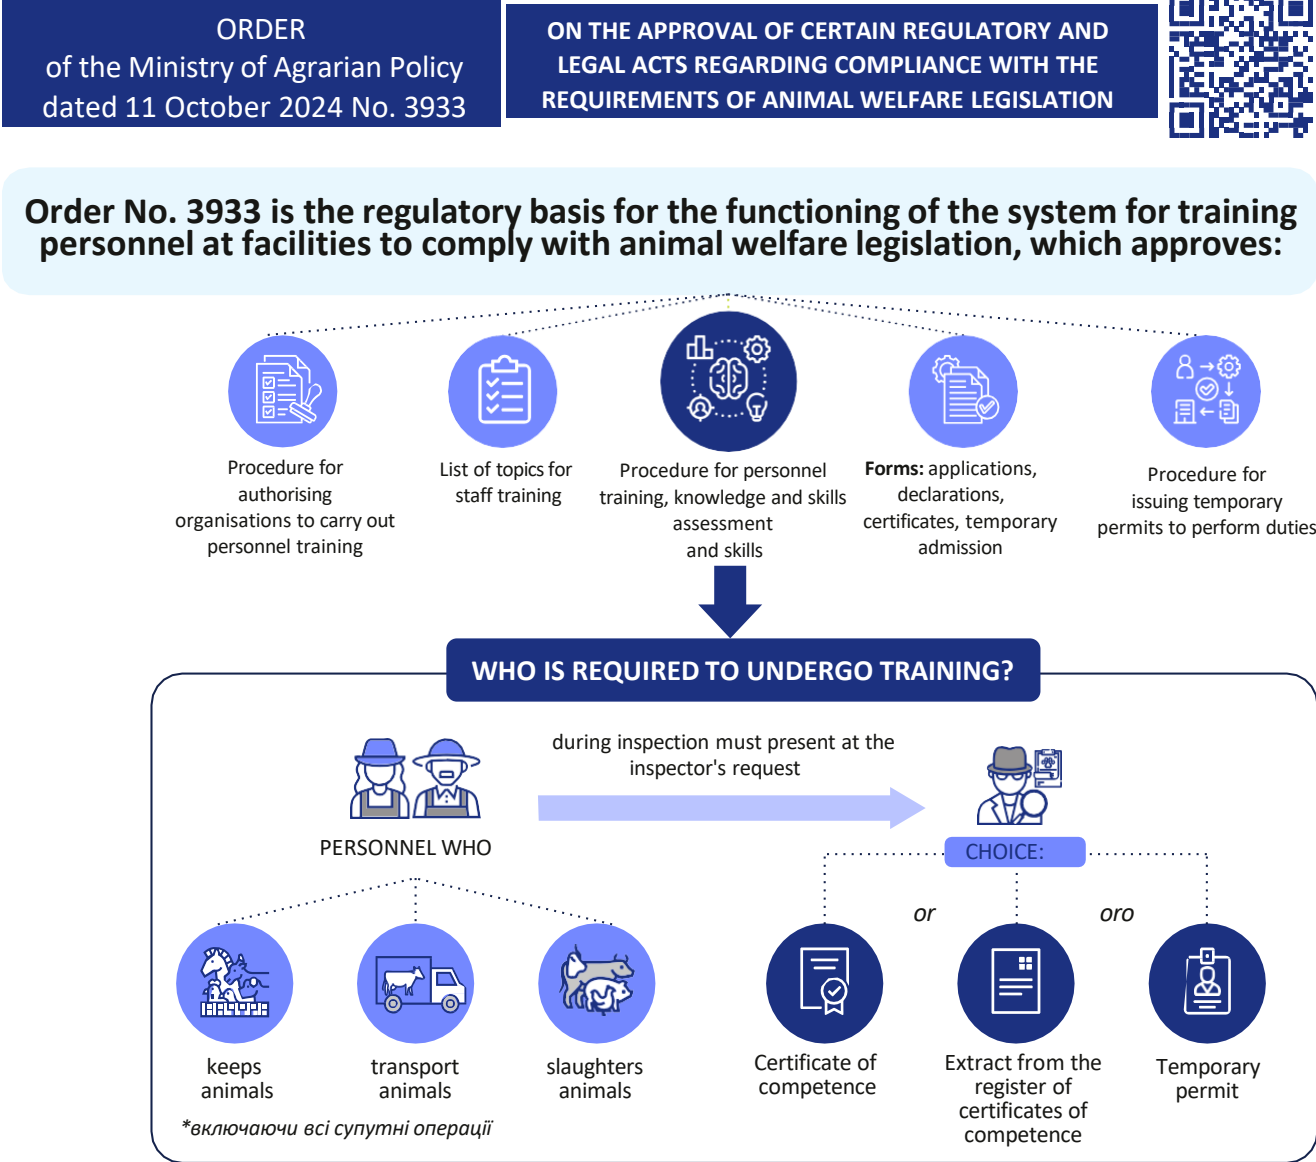 ORDER
of the Ministry of Agrarian Policy
dated 11 October 2024 No. 3933
ON THE APPROVAL OF CERTAIN REGULATORY AND
LEGAL ACTS REGARDING COMPLIANCE WITH THE
REQUIREMENTS OF ANIMAL WELFARE LEGISLATION
Order No. 3933 is the regulatory basis for the functioning of the system for training
personnel at facilities to comply with animal welfare legislation, which approves:
Procedure for
authorising
organisations to carry out
personnel training
List of topics for
staff training
Procedure for personnel
training, knowledge and skills
assessment
and skills
Forms: applications,
declarations,
certificates, temporary
admission
Procedure for
issuing temporary
permits to perform duties
WHO IS REQUIRED TO UNDERGO TRAINING?
during inspection must present at the
inspector's request
PERSONNEL WHO
CHOICE:
or
oro
keeps
animals
transport
animals
slaughters
animals
Certificate of
competence
Extract from the
register of
certificates of
competence
Temporary
permit
*включаючи всі супутні операції